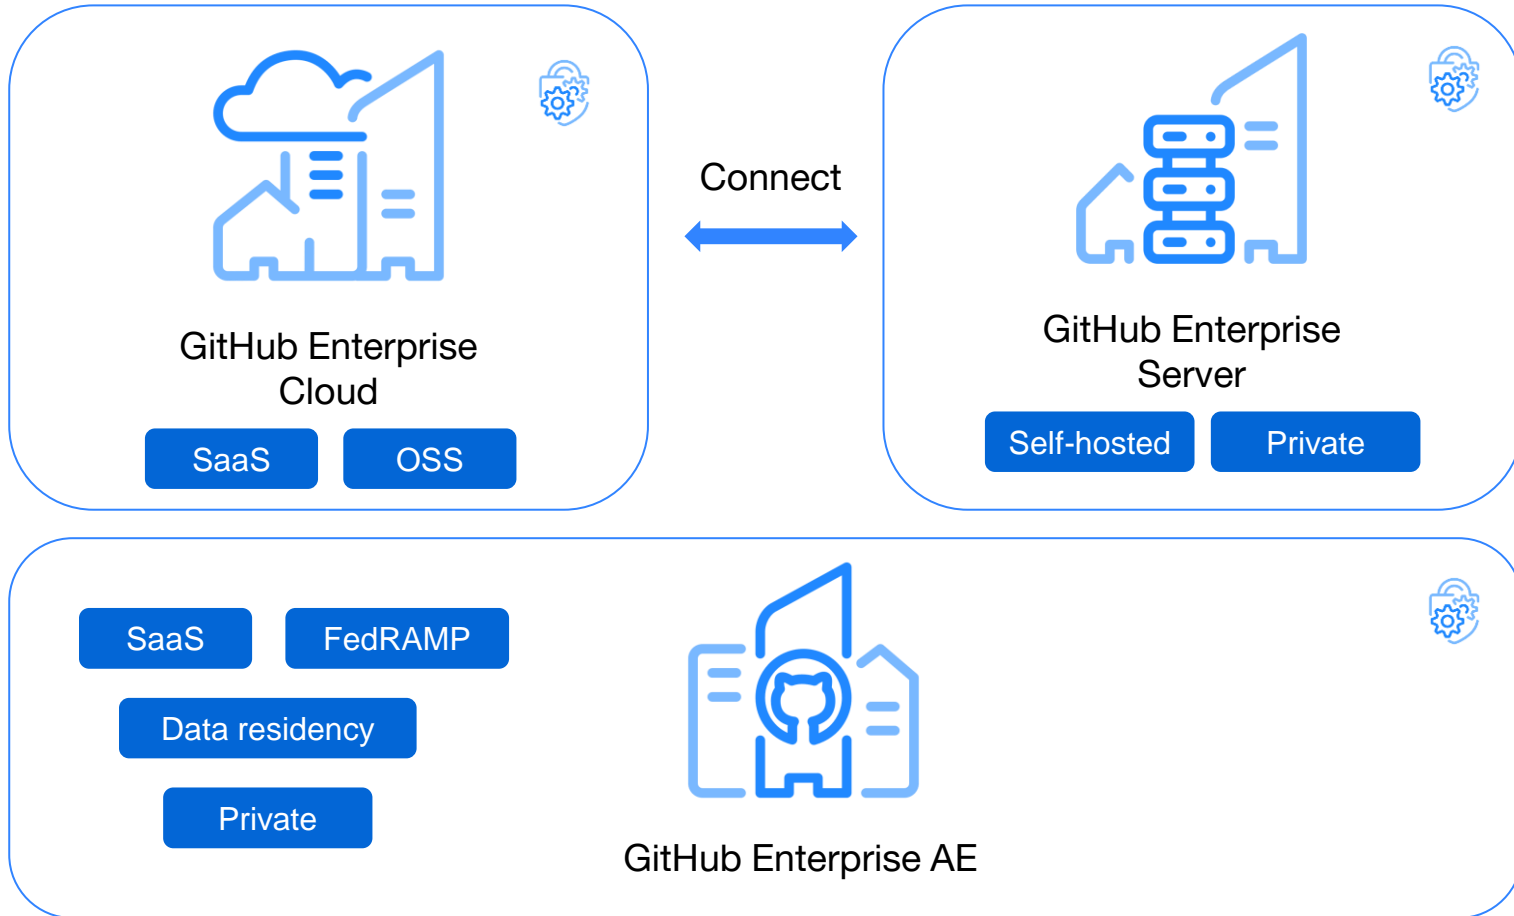 GitHub Enterprise
Cloud
SaaS
OSS
Connect
GitHub Enterprise
Server
Self-hosted
Private
SaaS
FedRAMP
Data residency
Private
GitHub Enterprise AE